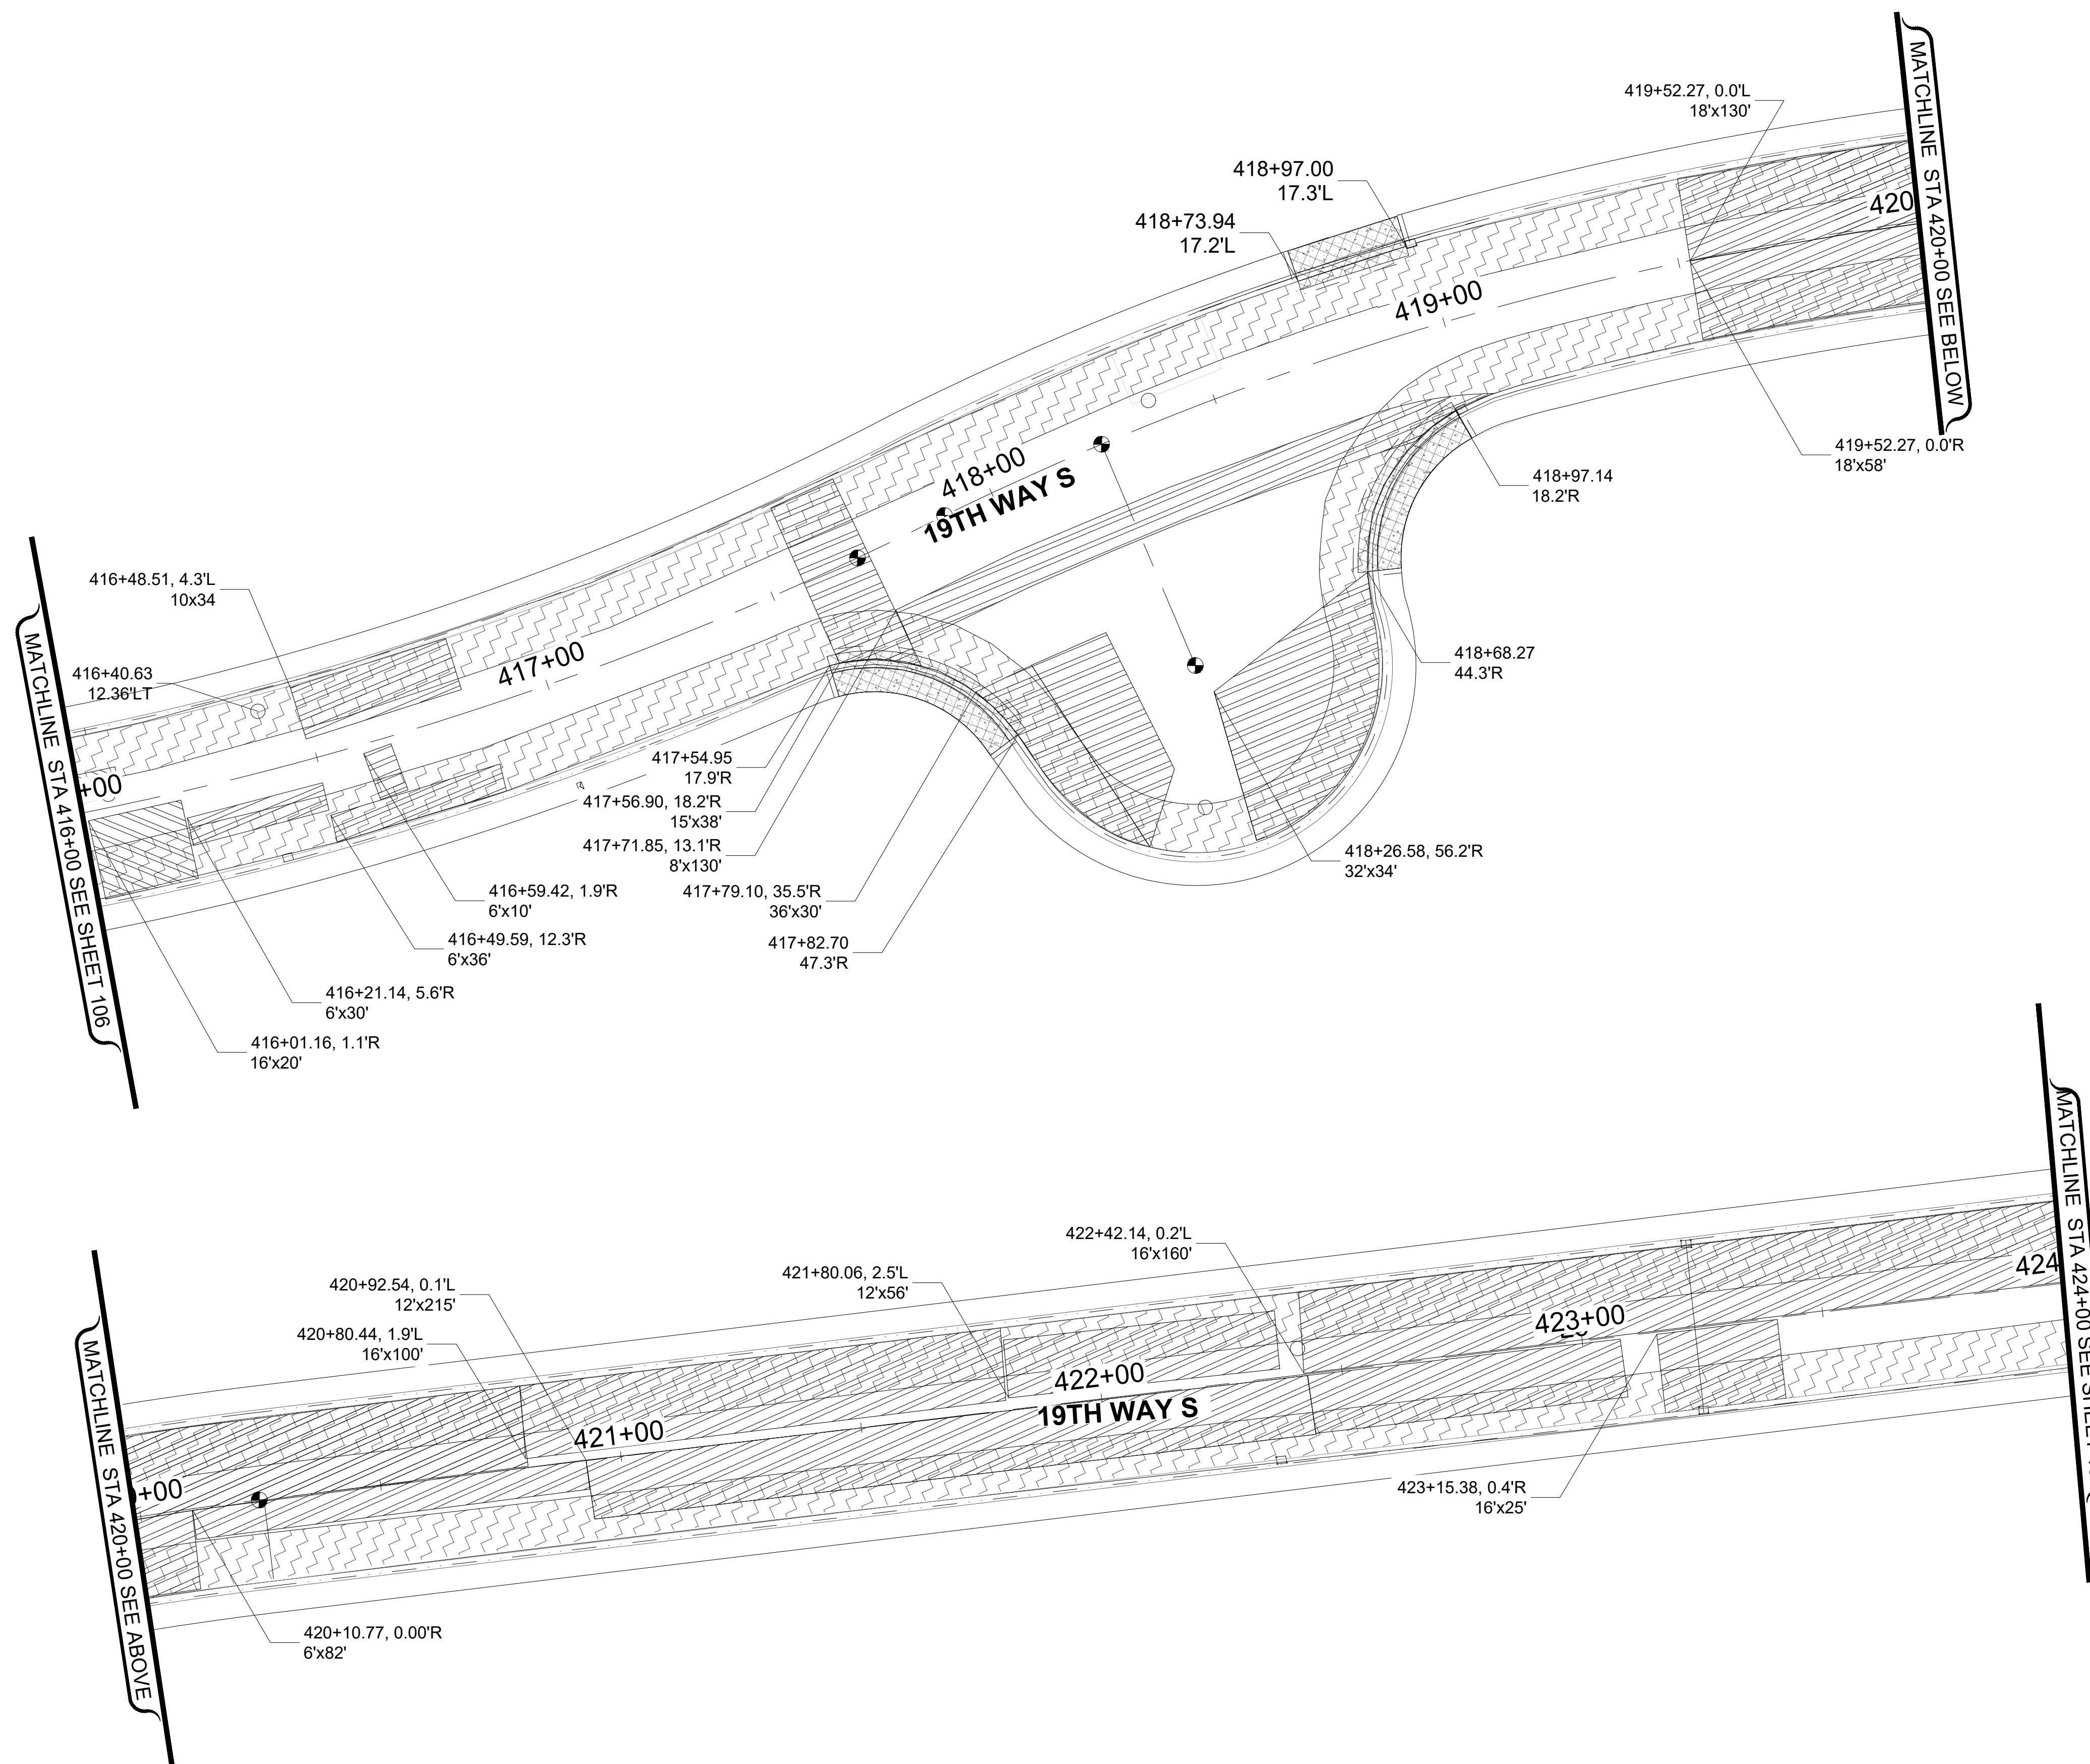 MATCHLINE STA 420+00 SEE BELOW
419+52.27, 0.0'L
18'x130'
418+97.00
17.3'L
418+73.94
17.2'L
420
419+00
419+52.27, 0.0'R
18'x58'
418+97.14
18.2'R
418+00
19TH WAY S
416+48.51, 4.3'L
10x34
416+40.63
12.36'LT
MATCHLINE STA 416+00 SEE SHEET 106
417+00
+00
418+68.27
44.3'R
417+54.95
17.9'R
417+56.90, 18.2'R
15'x38'
417+71.85, 13.1'R
8'x130'
417+79.10, 35.5'R
36'x30'
417+82.70
47.3'R
418+26.58, 56.2'R
32'x34'
416+59.42, 1.9'R
6'x10'
416+49.59, 12.3'R
6'x36'
416+21.14, 5.6'R
6'x30'
416+01.16, 1.1'R
16'x20'
MATCHLINE STA 424+00 SEE
422+42.14, 0.2'L
16'x160'
421+80.06, 2.5'L
12'x56'
420+92.54, 0.1'L
12'x215'
420+80.44, 1.9'L
16'x100'
424
423+00
422+00
19TH WAY S
421+00
+00
MATCHLINE STA 420+00 SEE ABOVE
423+15.38, 0.4'R
16'x25'
420+10.77, 0.00'R
6'x82'